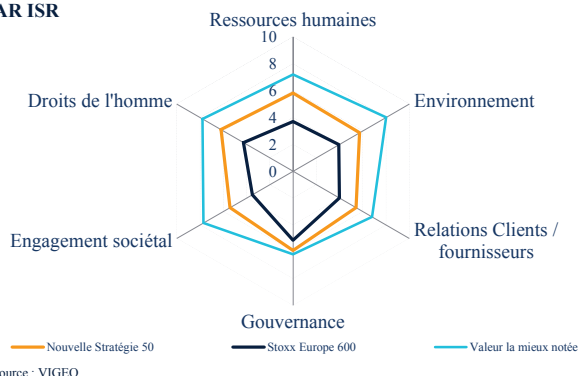 AR ISR
Ressources humaines
10
8
6
4
2
0
Droits de l'homme
Environnement
Engagement sociétal
Relations Clients /
fournisseurs
Gouvernance
Nouvelle Stratégie 50
Stoxx Europe 600
Valeur la mieux notée
ource : VIGEO